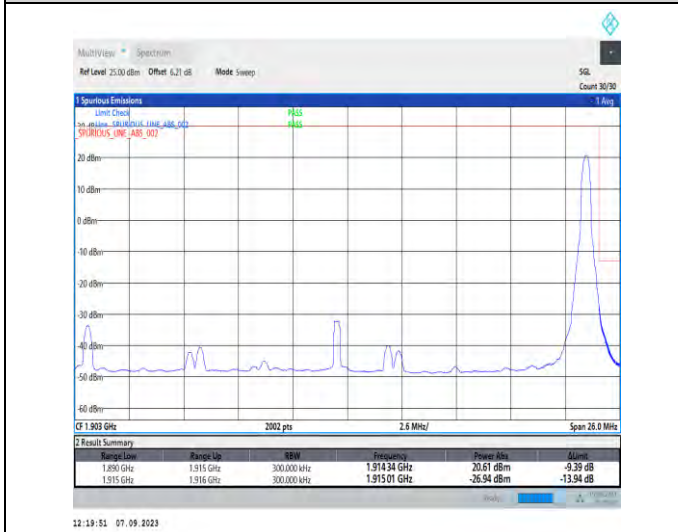 MultiView Spectrum
Ref Level 25.00 dBm Offset 6.21 dB Mode Sweep SGL
Count 30/30
1 Spurious Emissions 1 Avg
Limit Check PASS
Line SPURIOUS_LINE_ABS_002 PASS
SPURIOUS_LINE_ABS_002
20 dBm
10 dBm
0 dBm
-10 dBm
-20 dBm
-30 dBm
-40 dBm
-50 dBm
-60 dBm
CF 1.903 GHz 2002 pts 2.6 MHz/ Span 26.0 MHz
2 Result Summary
Range Low Range Up RBW Frequency Power Abs ΔLimit
1.890 GHz 1.915 GHz 300.000 kHz 1.91434 GHz 20.61 dBm -9.39 dB
1.915 GHz 1.916 GHz 300.000 kHz 1.91501 GHz -26.94 dBm -13.94 dB
Ready
12:19:51 07.09.2023